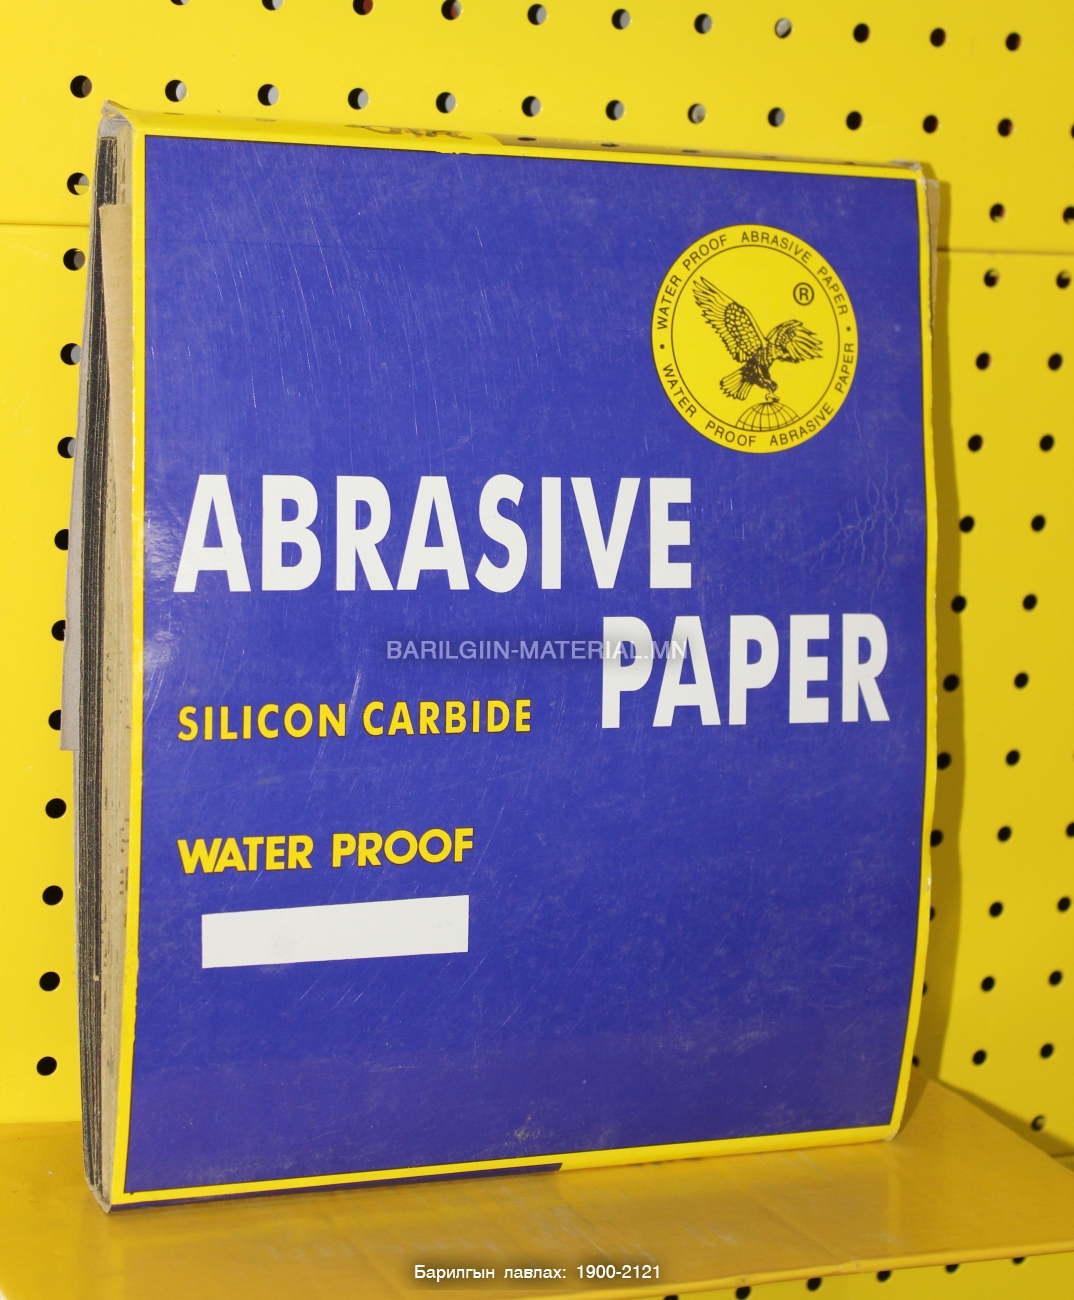 WATER PROOF ABRASIVE PAPER • WATER PROOF ABRASIVE PAPER •
®
ABRASIVE
PAPER
BARILGIIN-MATERIAL.MN
SILICON CARBIDE
WATER PROOF
Барилгын лавлах: 1900-2121